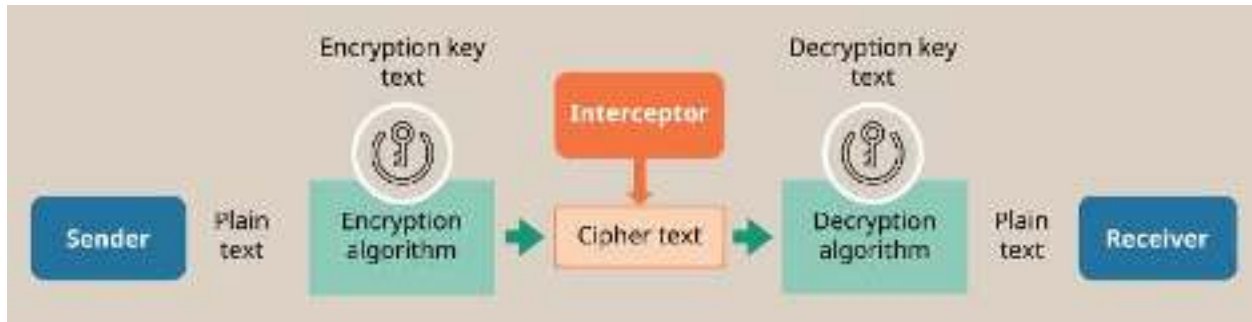 Encryption key
text
Decryption key
text
Interceptor
Sender
Plain
text
Encryption
algorithm
Cipher text
Decryption
algorithm
Plain
text
Receiver